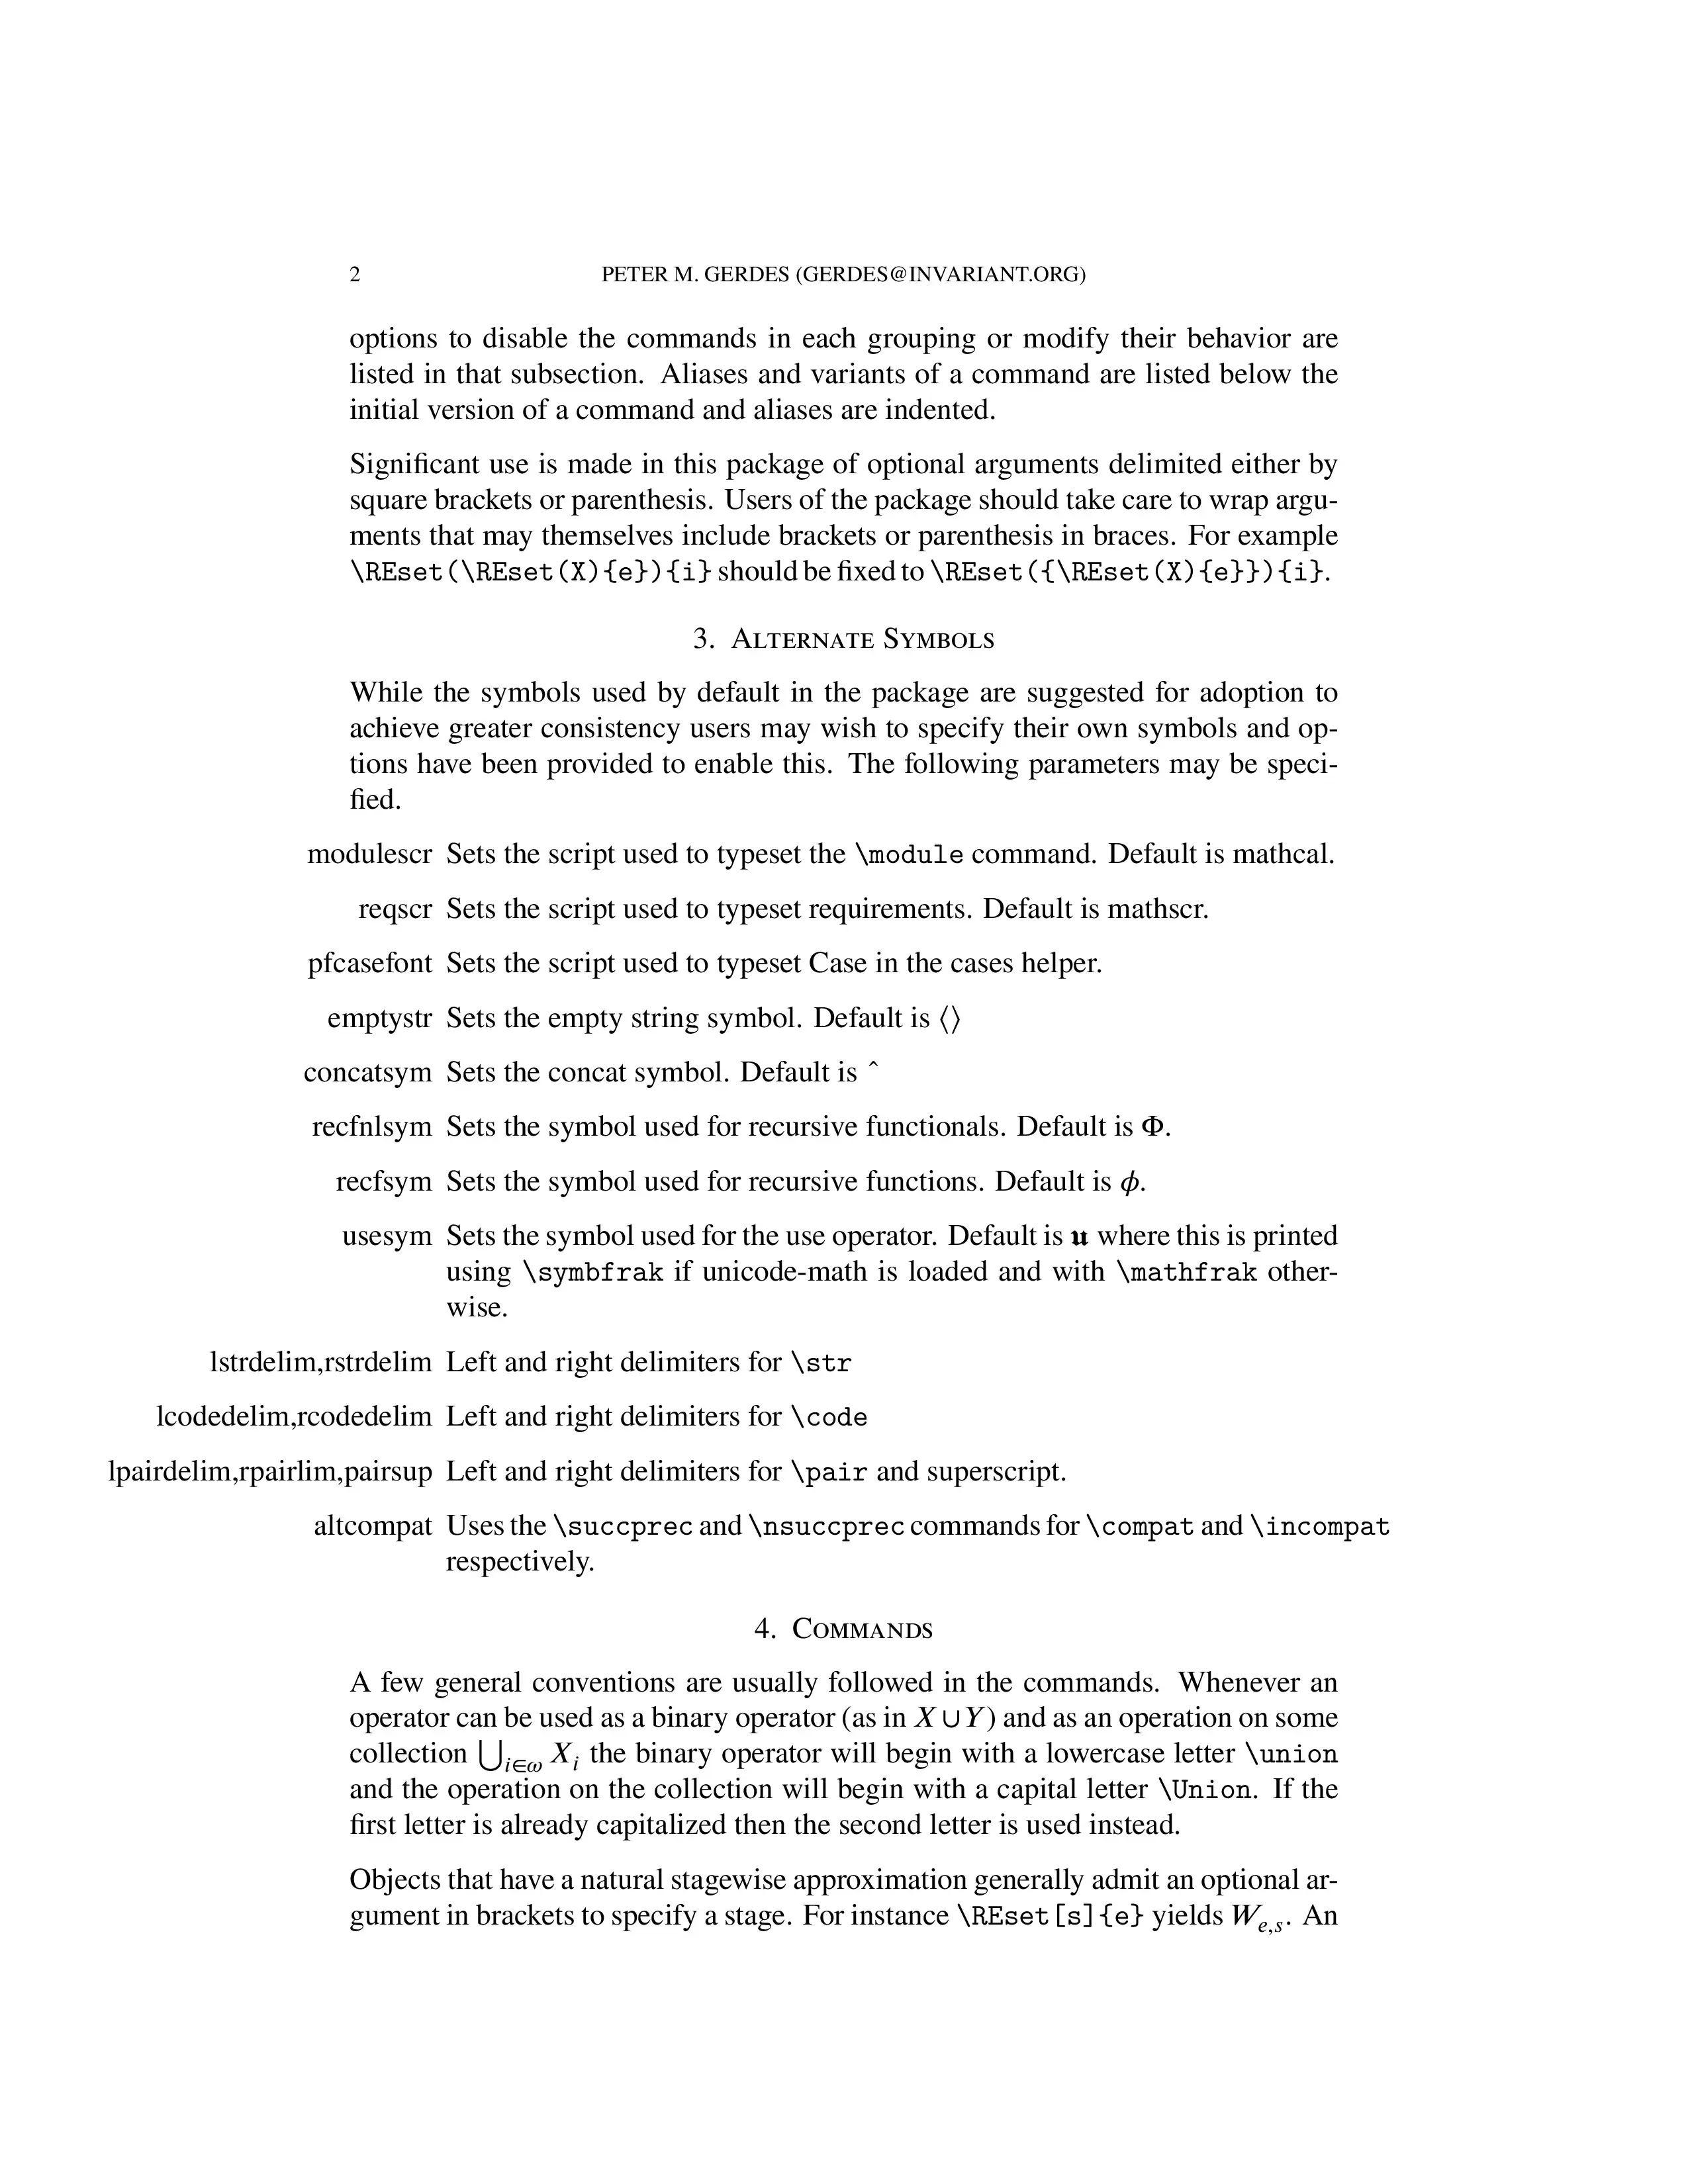 2 PETER M. GERDES (GERDES@INVARIANT.ORG)
options to disable the commands in each grouping or modify their behavior are
listed in that subsection. Aliases and variants of a command are listed below the
initial version of a command and aliases are indented.
Significant use is made in this package of optional arguments delimited either by
square brackets or parenthesis. Users of the package should take care to wrap argu-
ments that may themselves include brackets or parenthesis in braces. For example
\REset(\REset(X){e}){i} should be fixed to \REset({\REset(X){e}}){i}.
3. Alternate Symbols
While the symbols used by default in the package are suggested for adoption to
achieve greater consistency users may wish to specify their own symbols and op-
tions have been provided to enable this. The following parameters may be speci-
fied.
modulescr Sets the script used to typeset the \module command. Default is mathcal.
reqscr Sets the script used to typeset requirements. Default is mathscr.
pfcasefont Sets the script used to typeset Case in the cases helper.
emptystr Sets the empty string symbol. Default is ⟨⟩
concatsym Sets the concat symbol. Default is ˆ
recfnlsym Sets the symbol used for recursive functionals. Default is Φ.
recfsym Sets the symbol used for recursive functions. Default is ϕ.
usesym Sets the symbol used for the use operator. Default is 𝖚 where this is printed
using \symbfrak if unicode-math is loaded and with \mathfrak other-
wise.
lstrdelim,rstrdelim Left and right delimiters for \str
lcodedelim,rcodedelim Left and right delimiters for \code
lpairdelim,rpairlim,pairsup Left and right delimiters for \pair and superscript.
altcompat Uses the \succprec and \nsuccprec commands for \compat and \incompat
respectively.
4. Commands
A few general conventions are usually followed in the commands. Whenever an
operator can be used as a binary operator (as in X ∪ Y) and as an operation on some
collection ⋃_{i∈ω} X_i the binary operator will begin with a lowercase letter \union
and the operation on the collection will begin with a capital letter \Union. If the
first letter is already capitalized then the second letter is used instead.
Objects that have a natural stagewise approximation generally admit an optional ar-
gument in brackets to specify a stage. For instance \REset[s]{e} yields W_{e,s}. An